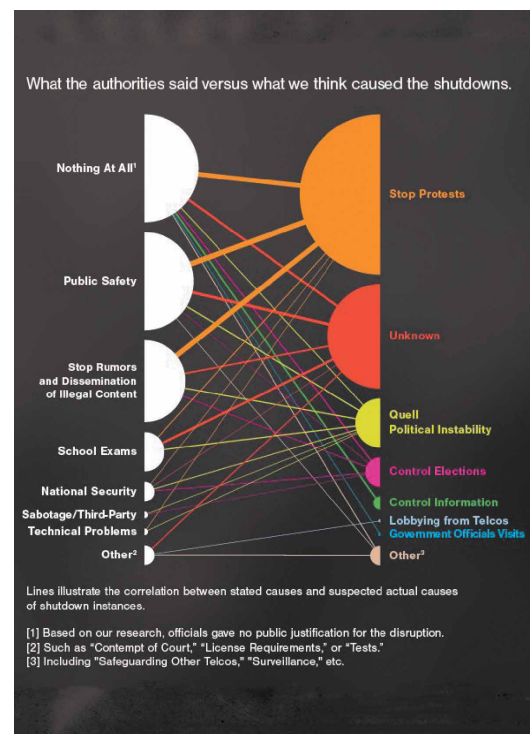 What the authorities said versus what we think caused the shutdowns.
Nothing At All¹
Public Safety
Stop Rumors
and Dissemination
of Illegal Content
School Exams
National Security
Sabotage/Third-Party
Technical Problems
Other²
Stop Protests
Unknown
Quell
Political Instability
Control Elections
Control Information
Lobbying from Telcos
Government Officials Visits
Other³
Lines illustrate the correlation between stated causes and suspected actual causes
of shutdown instances.
[1] Based on our research, officials gave no public justification for the disruption.
[2] Such as “Contempt of Court,” “License Requirements,” or “Tests.”
[3] Including "Safeguarding Other Telcos," "Surveillance," etc.